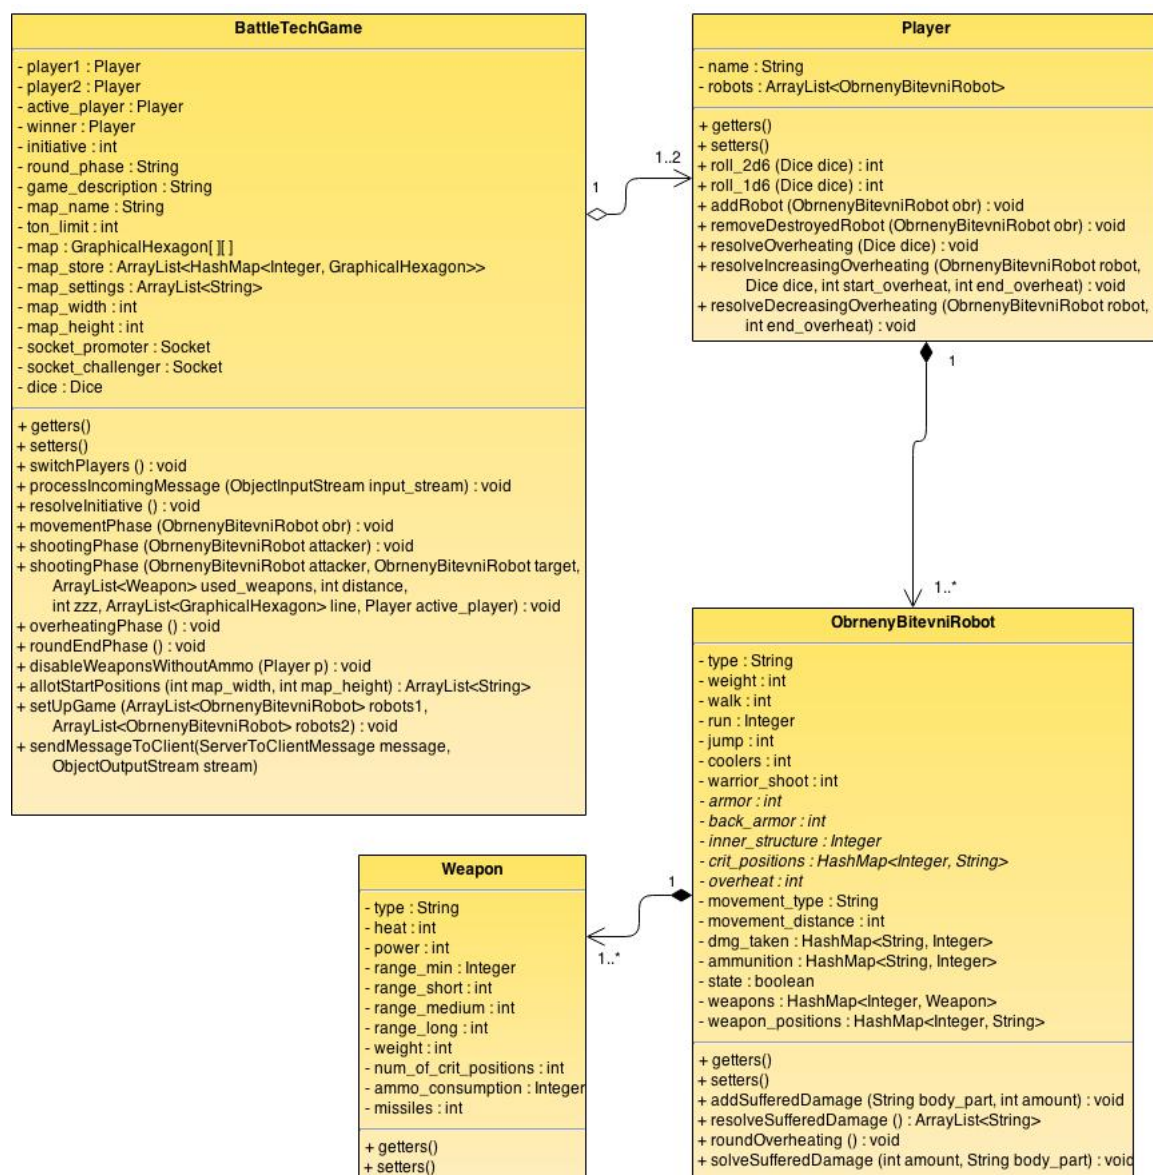 BattleTechGame
- player1 : Player
- player2 : Player
- active_player : Player
- winner : Player
- initiative : int
- round_phase : String
- game_description : String
- map_name : String
- ton_limit : int
- map : GraphicalHexagon[ ][ ]
- map_store : ArrayList<HashMap<Integer, GraphicalHexagon>>
- map_settings : ArrayList<String>
- map_width : int
- map_height : int
- socket_promoter : Socket
- socket_challenger : Socket
- dice : Dice
+ getters()
+ setters()
+ switchPlayers () : void
+ processIncomingMessage (ObjectInputStream input_stream) : void
+ resolveInitiative () : void
+ movementPhase (ObrnenyBitevniRobot obr) : void
+ shootingPhase (ObrnenyBitevniRobot attacker) : void
+ shootingPhase (ObrnenyBitevniRobot attacker, ObrnenyBitevniRobot target,
ArrayList<Weapon> used_weapons, int distance,
int zzz, ArrayList<GraphicalHexagon> line, Player active_player) : void
+ overheatingPhase () : void
+ roundEndPhase () : void
+ disableWeaponsWithoutAmmo (Player p) : void
+ allotStartPositions (int map_width, int map_height) : ArrayList<String>
+ setUpGame (ArrayList<ObrnenyBitevniRobot> robots1,
ArrayList<ObrnenyBitevniRobot> robots2) : void
+ sendMessageToClient(ServerToClientMessage message,
ObjectOutputStream stream)
1
1..2
Player
- name : String
- robots : ArrayList<ObrnenyBitevniRobot>
+ getters()
+ setters()
+ roll_2d6 (Dice dice) : int
+ roll_1d6 (Dice dice) : int
+ addRobot (ObrnenyBitevniRobot obr) : void
+ removeDestroyedRobot (ObrnenyBitevniRobot obr) : void
+ resolveOverheating (Dice dice) : void
+ resolveIncreasingOverheating (ObrnenyBitevniRobot robot,
Dice dice, int start_overheat, int end_overheat) : void
+ resolveDecreasingOverheating (ObrnenyBitevniRobot robot,
int end_overheat) : void
1
1..*
ObrnenyBitevniRobot
- type : String
- weight : int
- walk : int
- run : Integer
- jump : int
- coolers : int
- warrior_shoot : int
- armor : int
- back_armor : int
- inner_structure : Integer
- crit_positions : HashMap<Integer, String>
- overheat : int
- movement_type : String
- movement_distance : int
- dmg_taken : HashMap<String, Integer>
- ammunition : HashMap<String, Integer>
- state : boolean
- weapons : HashMap<Integer, Weapon>
- weapon_positions : HashMap<Integer, String>
+ getters()
+ setters()
+ addSufferedDamage (String body_part, int amount) : void
+ resolveSufferedDamage () : ArrayList<String>
+ roundOverheating () : void
+ solveSufferedDamage (int amount, String body_part) : void
1
1..*
Weapon
- type : String
- heat : int
- power : int
- range_min : Integer
- range_short : int
- range_medium : int
- range_long : int
- weight : int
- num_of_crit_positions : int
- ammo_consumption : Integer
- missiles : int
+ getters()
+ setters()